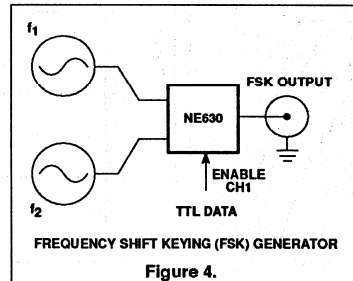 f1
FSK OUTPUT
NE630
ENABLE
CH1
f2
TTL DATA
FREQUENCY SHIFT KEYING (FSK) GENERATOR
Figure 4.